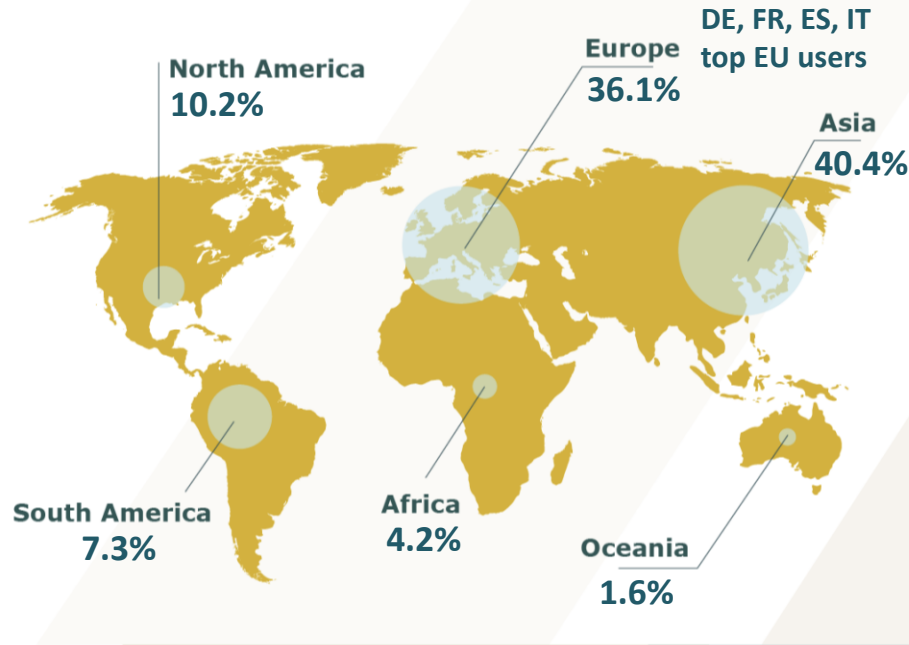 DE, FR, ES, IT
top EU users
Europe
36.1%
North America
10.2%
Asia
40.4%
South America
7.3%
Africa
4.2%
Oceania
1.6%